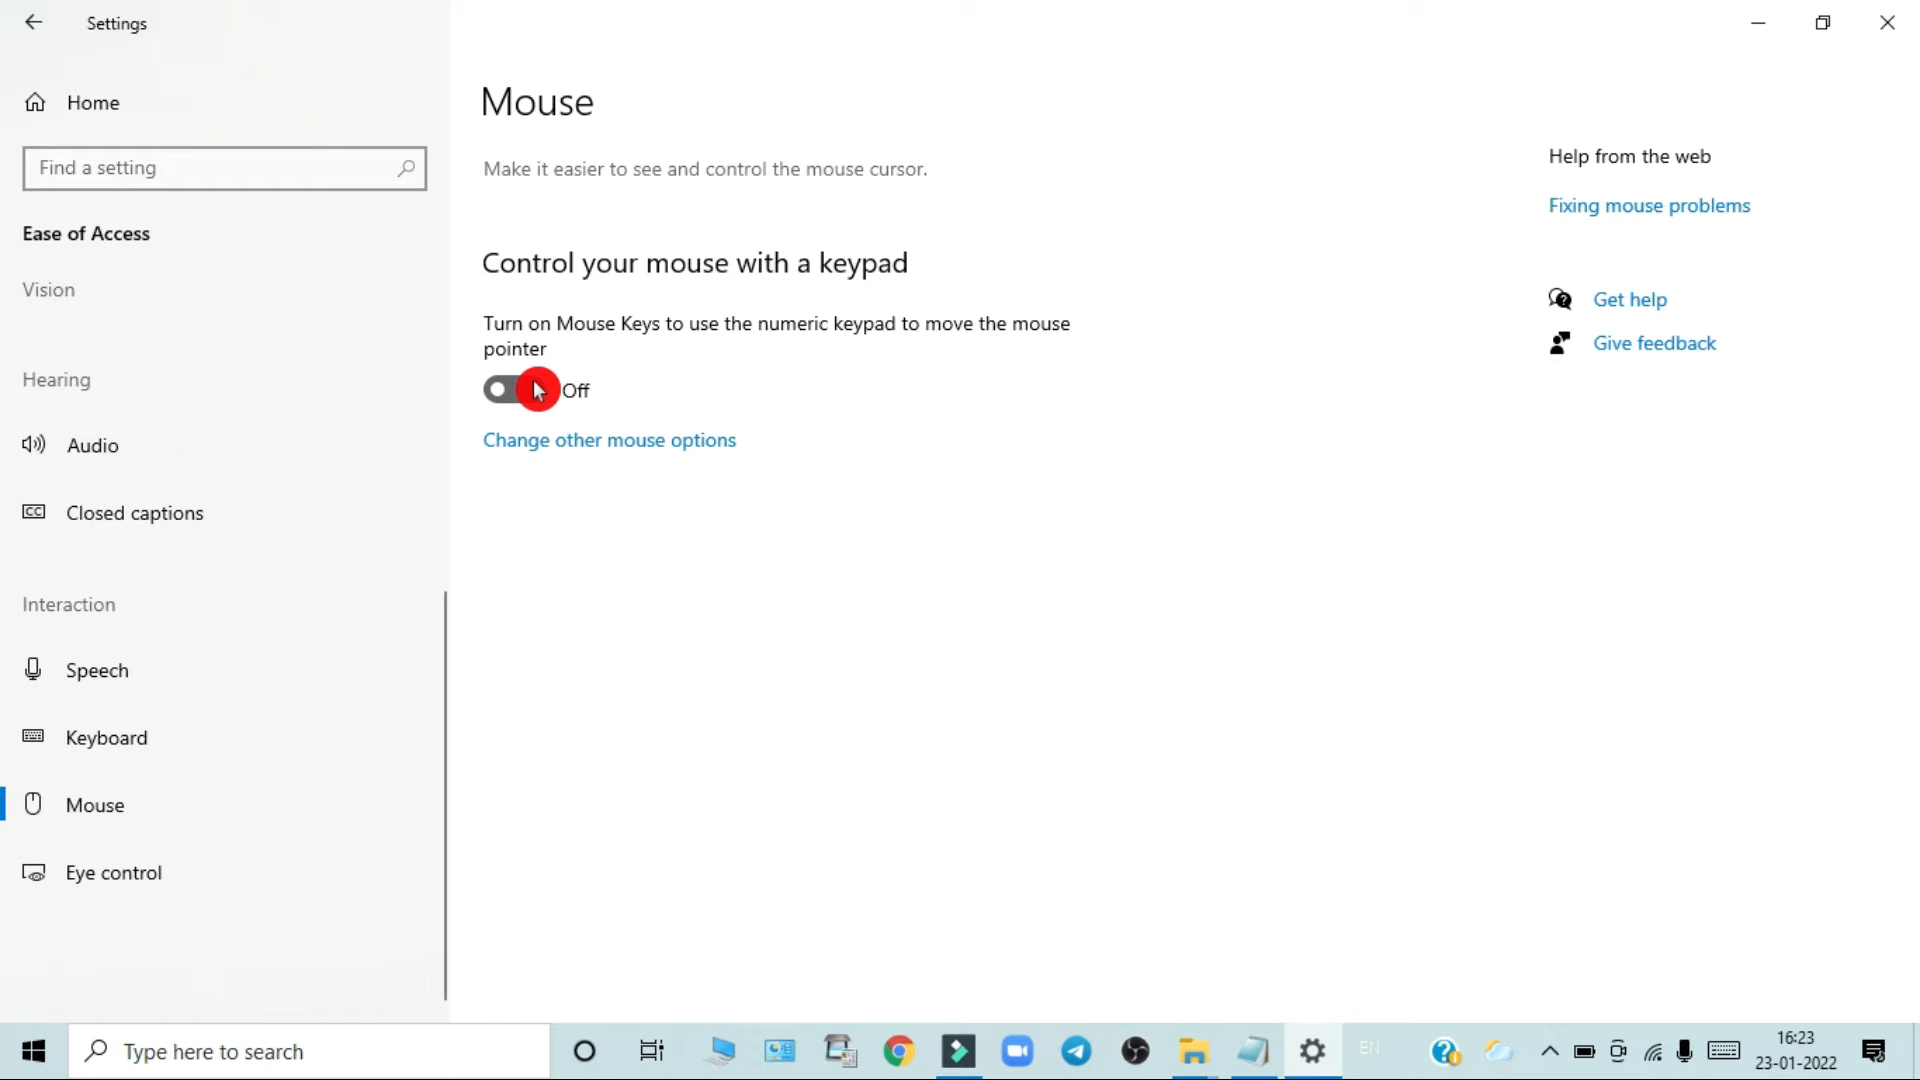 Settings
Home
Find a setting
Ease of Access
Vision
Hearing
Audio
CC Closed captions
Interaction
Speech
Keyboard
Mouse
Eye control
Mouse
Make it easier to see and control the mouse cursor.
Control your mouse with a keypad
Turn on Mouse Keys to use the numeric keypad to move the mouse
pointer
Off
Change other mouse options
Help from the web
Fixing mouse problems
Get help
Give feedback
Type here to search
EN
16:23
23-01-2022